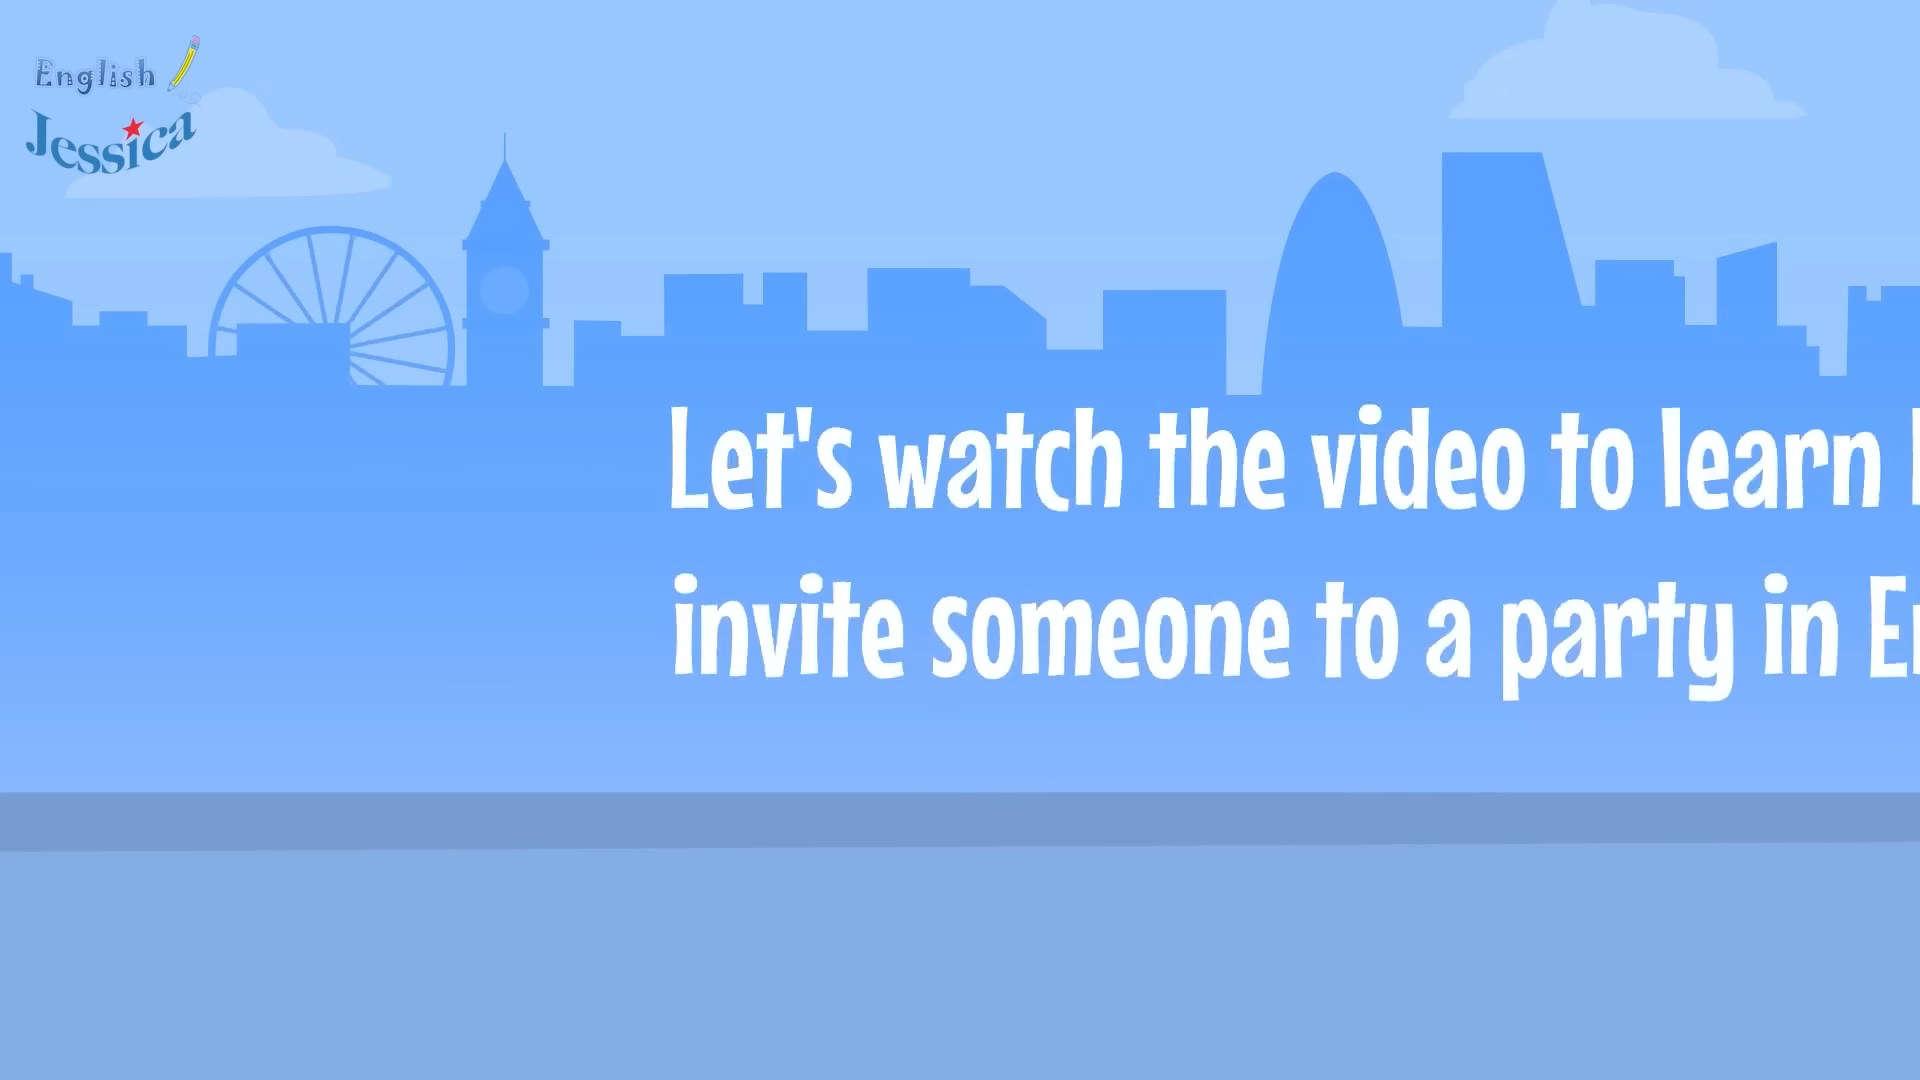 English
Jessica
Let's watch the video to learn
invite someone to a party in